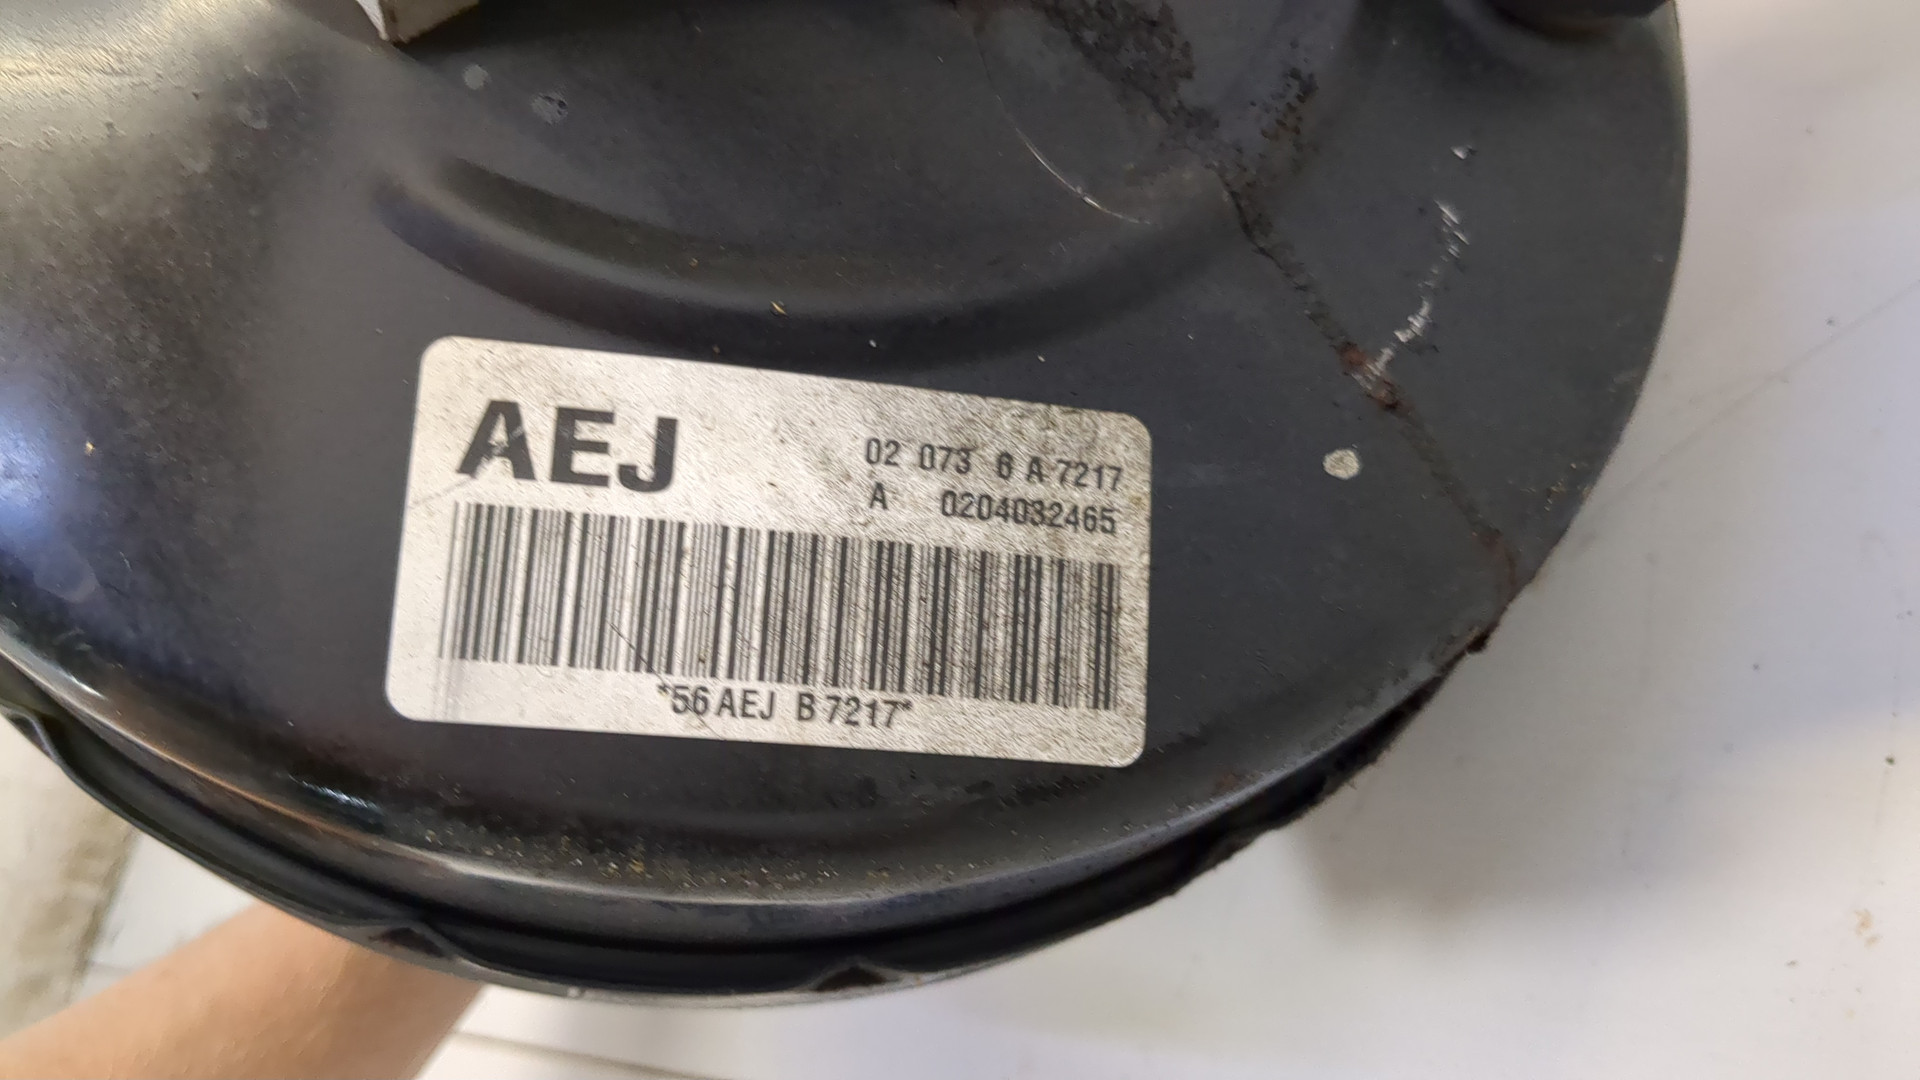 AEJ
02 073 6 A 7217
A 0204032465
*56 AEJ B 7217*